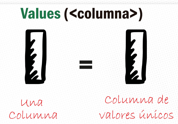 Values (<columna>)
=
Una
Columna
Columna de
valores únicos